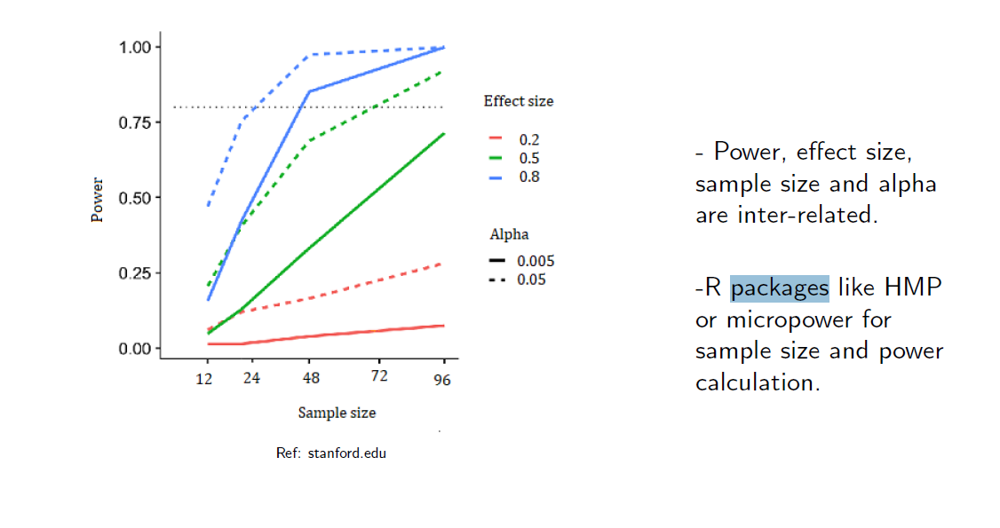 1.00
0.75
0.50
0.25
0.00
Power
12 24 48 72 96
Sample size
Ref: stanford.edu
Effect size
0.2
0.5
0.8
Alpha
0.005
0.05
- Power, effect size,
sample size and alpha
are inter-related.
-R packages like HMP
or micropower for
sample size and power
calculation.